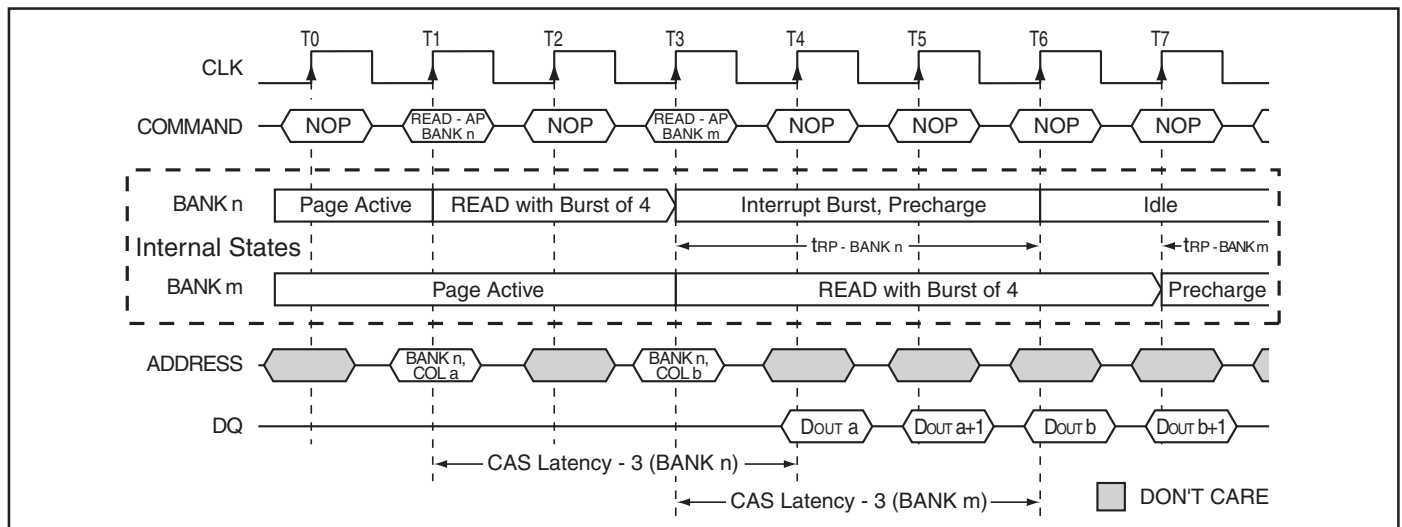 T0 T1 T2 T3 T4 T5 T6 T7
CLK
COMMAND NOP READ - AP BANK n NOP READ - AP BANK m NOP NOP NOP NOP
BANK n Page Active READ with Burst of 4 Interrupt Burst, Precharge Idle
Internal States tRP - BANK n tRP - BANK m
BANK m Page Active READ with Burst of 4 Precharge
ADDRESS BANK n, COL a BANK n, COL b
DQ DOUT a DOUT a+1 DOUT b DOUT b+1
CAS Latency - 3 (BANK n)
CAS Latency - 3 (BANK m) DON'T CARE